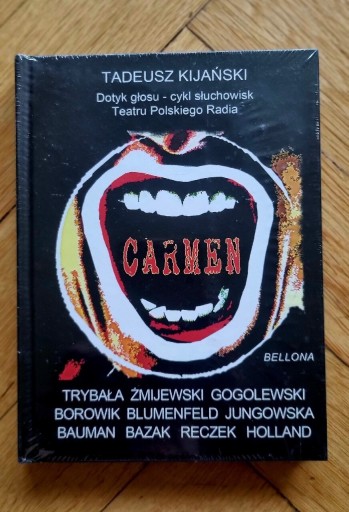 TADEUSZ KIJAŃSKI
Dotyk głosu - cykl słuchowisk
Teatru Polskiego Radia
CARMEN
BELLONA
TRYBAŁA ŻMIJEWSKI GOGOLEWSKI
BOROWIK BLUMENFELD JUNGOWSKA
BAUMAN BAZAK RECZEK HOLLAND